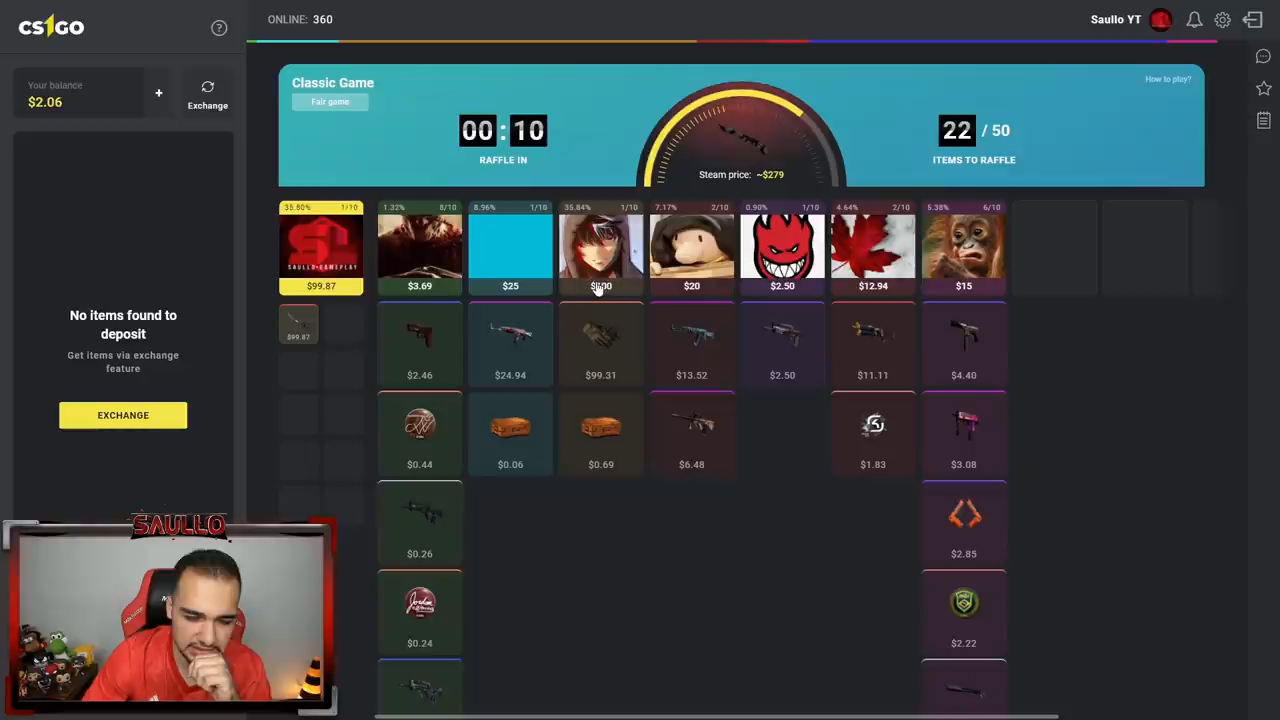 CS1GO
ONLINE: 360
Saullo YT
Your balance
$2.06
+
Exchange
Classic Game
Fair game
How to play?
00:10
RAFFLE IN
Steam price: ~$279
22 / 50
ITEMS TO RAFFLE
35.80% 1/10
1.32% 8/10
8.96% 1/10
35.84% 1/10
7.17% 2/10
0.90% 1/10
4.64% 2/10
5.38% 6/10
SAULLO GAMEPLAY
$99.87
$3.69
$25
$20
$2.50
$12.94
$15
$99.87
$2.46
$24.94
$99.31
$13.52
$2.50
$11.11
$4.40
No items found to
deposit
Get items via exchange
feature
EXCHANGE
$0.44
$0.06
$0.69
$6.48
$1.83
$3.08
$0.26
$2.85
$0.24
$2.22
SAULLO